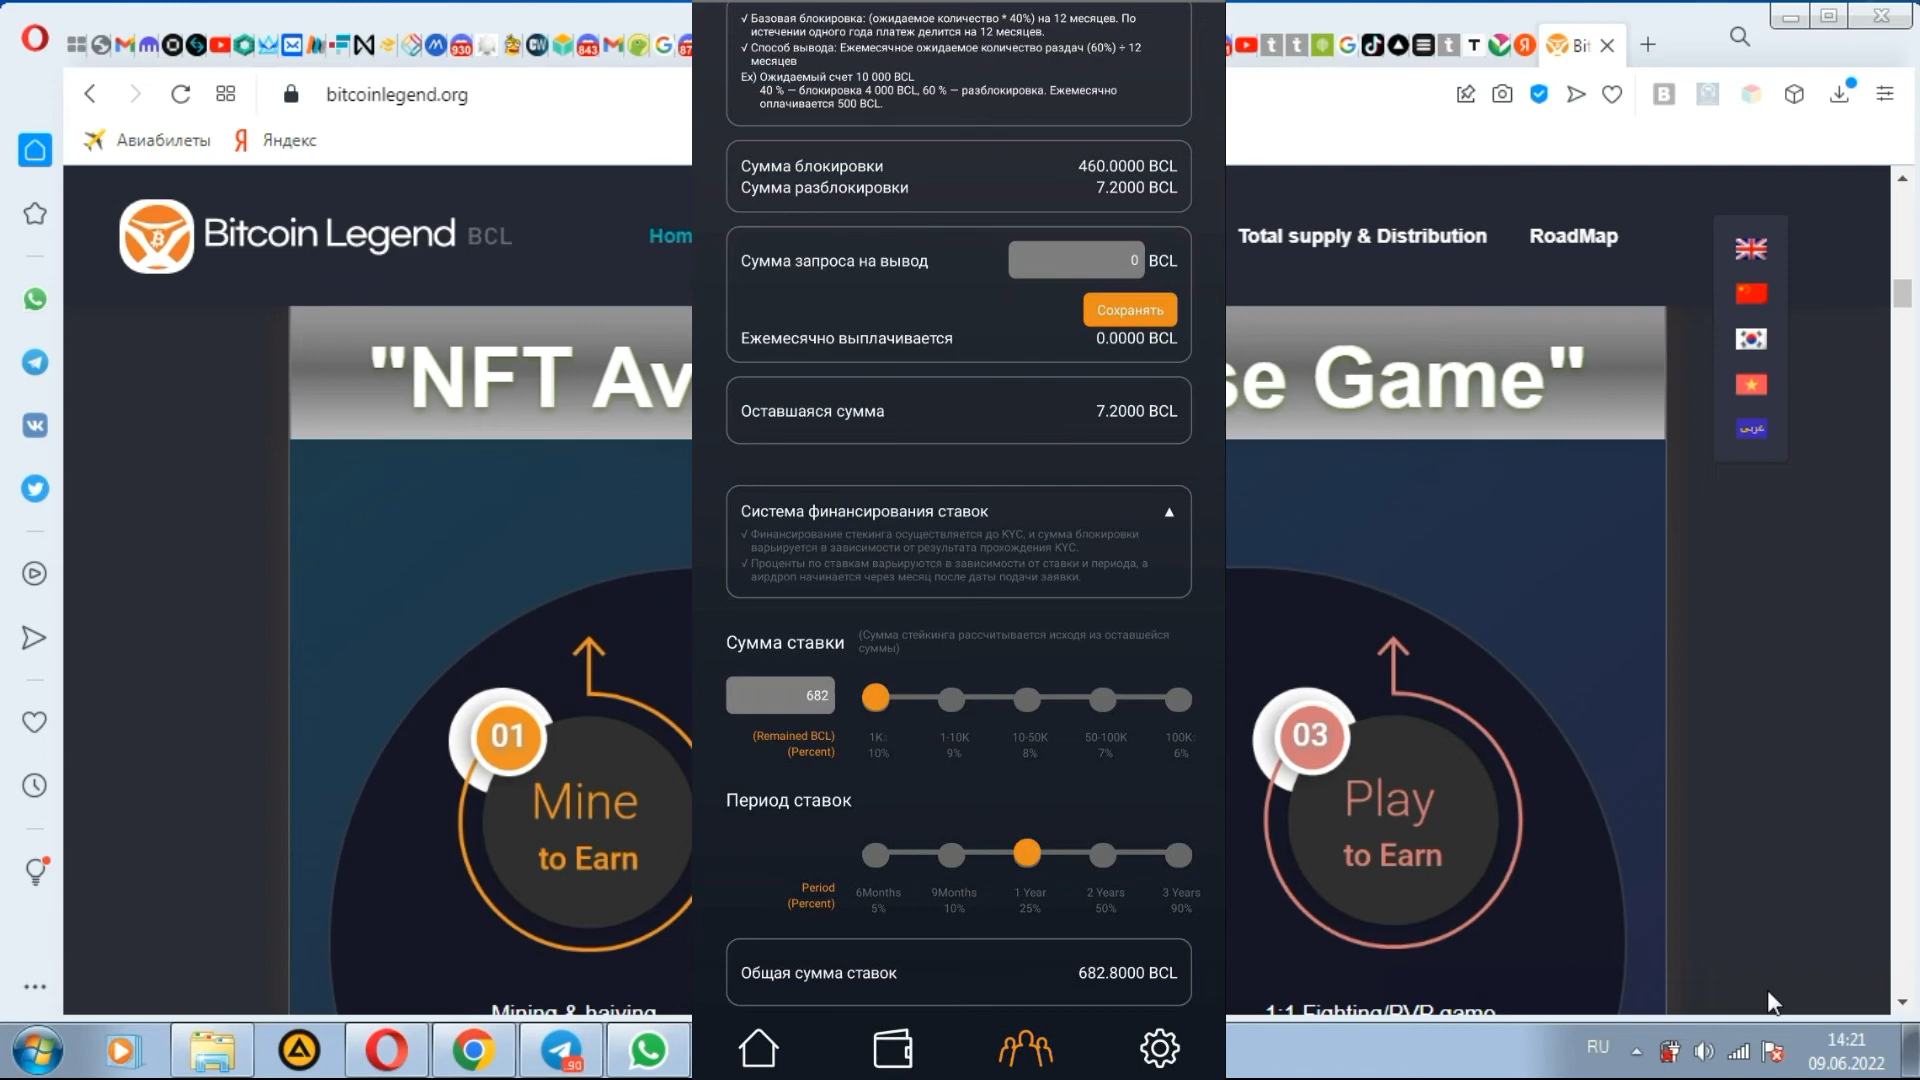 bitcoinlegend.org
Авиабилеты
Яндекс
Bit
930
843
Bitcoin Legend BCL
Hom
Total supply & Distribution
RoadMap
عربى
"NFT Av
se Game"
01
Mine
to Earn
Mining & haiving
03
Play
to Earn
1:1 Fighting/PVP game
√ Базовая блокировка: (ожидаемое количество * 40%) на 12 месяцев. По
истечении одного года платеж делится на 12 месяцев.
√ Способ вывода: Ежемесячное ожидаемое количество раздач (60%) ÷ 12
месяцев
Ex) Ожидаемый счет 10 000 BCL
40 % — блокировка 4 000 BCL, 60 % — разблокировка. Ежемесячно
оплачивается 500 BCL.
Сумма блокировки 460.0000 BCL
Сумма разблокировки 7.2000 BCL
Сумма запроса на вывод 0 BCL
Сохранять
Ежемесячно выплачивается 0.0000 BCL
Оставшаяся сумма 7.2000 BCL
Система финансирования ставок ▲
√ Финансирование стекинга осуществляется до KYC, и сумма блокировки
варьируется в зависимости от результата прохождения KYC.
√ Проценты по ставкам варьируются в зависимости от ставки и периода, а
аирдроп начинается через месяц после даты подачи заявки.
Сумма ставки (Сумма стейкинга рассчитывается исходя из оставшейся
суммы)
682
(Remained BCL) 1K: 1-10K 10-50K 50-100K 100K:
(Percent) 10% 9% 8% 7% 6%
Период ставок
Period 6Months 9Months 1 Year 2 Years 3 Years
(Percent) 5% 10% 25% 50% 90%
Общая сумма ставок 682.8000 BCL
90
RU
14:21
09.06.2022